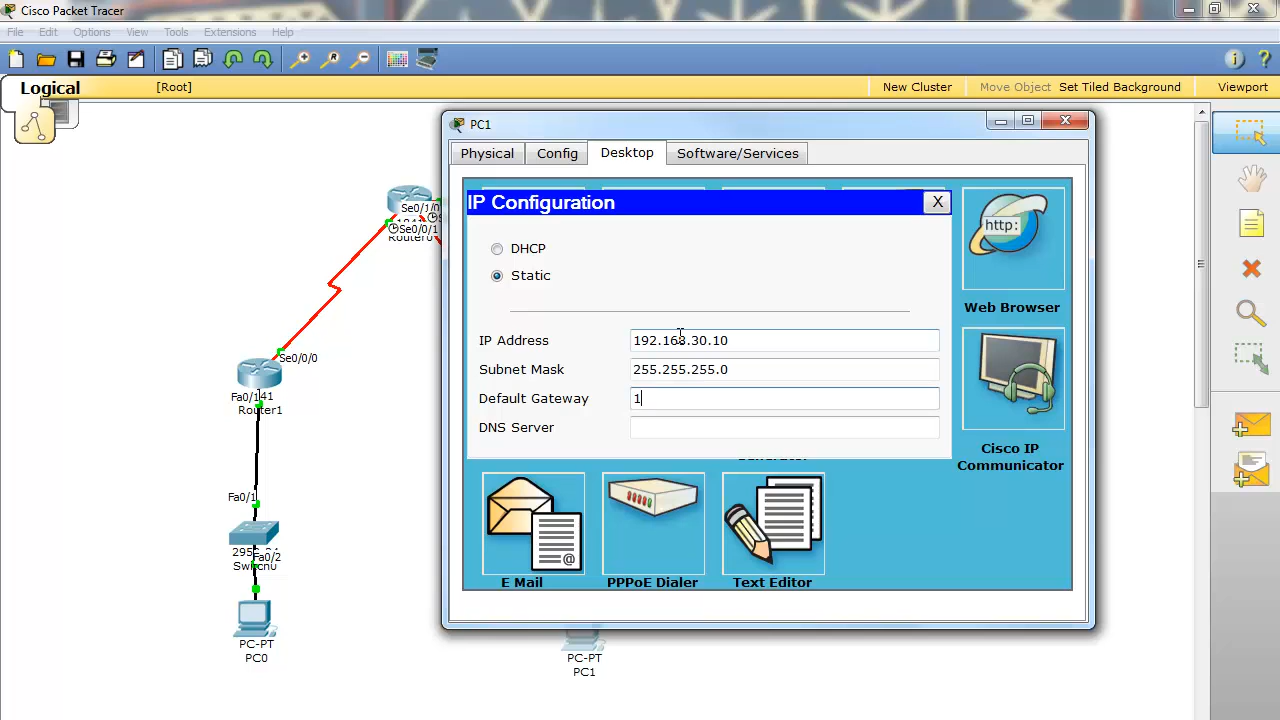 Cisco Packet Tracer
File Edit Options View Tools Extensions Help
Logical
[Root]
New Cluster
Move Object
Set Tiled Background
Viewport
PC1
Physical
Config
Desktop
Software/Services
IP Configuration
X
DHCP
Static
IP Address
192.168.30.10
Subnet Mask
255.255.255.0
Default Gateway
1
DNS Server
http:
Web Browser
Cisco IP
Communicator
E Mail
PPPoE Dialer
Text Editor
Se0/1/0
Se0/0/1
Se0/0/0
Fa0/1
Router1
Fa0/1
Fa0/2
PC-PT
PC0
PC-PT
PC1